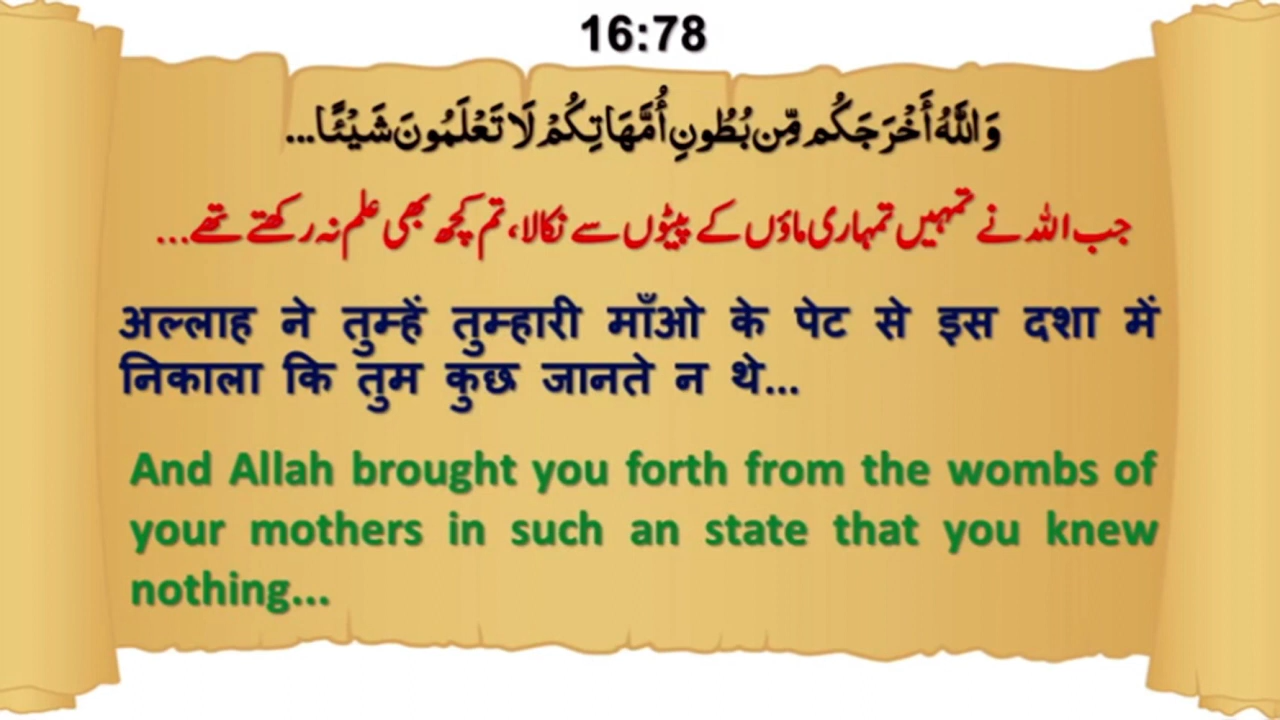 16:78
وَاللَّهُ أَخْرَجَكُم مِّن بُطُونِ أُمَّهَاتِكُمْ لَا تَعْلَمُونَ شَيْئًا...
جب اللہ نے تمہیں تمہاری ماؤں کے پیٹوں سے نکالا، تم کچھ بھی علم نہ رکھتے تھے...
अल्लाह ने तुम्हें तुम्हारी माँओ के पेट से इस दशा में
निकाला कि तुम कुछ जानते न थे...
And Allah brought you forth from the wombs of
your mothers in such an state that you knew
nothing...